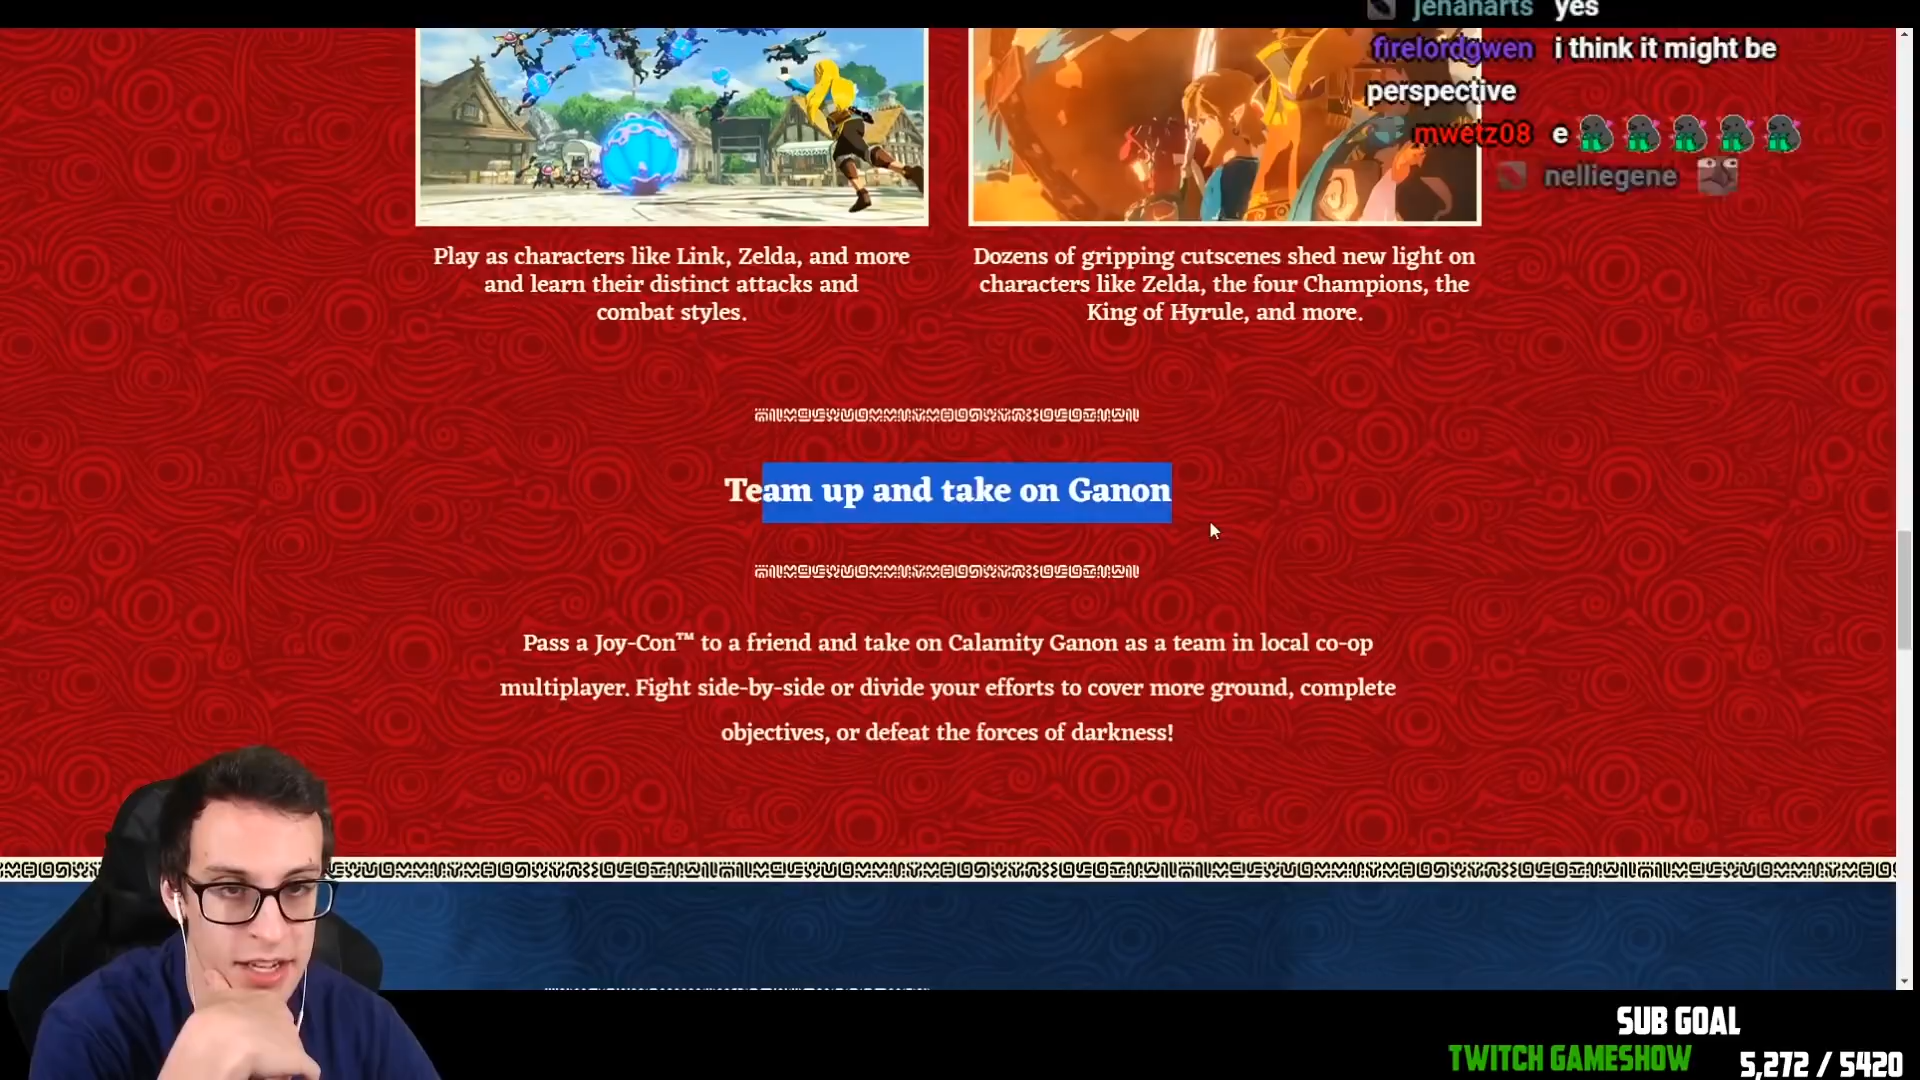 jenanarts yes
firelordgwen i think it might be
perspective
mwetz08 e
nelliegene
Play as characters like Link, Zelda, and more
and learn their distinct attacks and
combat styles.
Dozens of gripping cutscenes shed new light on
characters like Zelda, the four Champions, the
King of Hyrule, and more.
Team up and take on Ganon
Pass a Joy-Con™ to a friend and take on Calamity Ganon as a team in local co-op
multiplayer. Fight side-by-side or divide your efforts to cover more ground, complete
objectives, or defeat the forces of darkness!
SUB GOAL
TWITCH GAMESHOW 5,272 / 5420